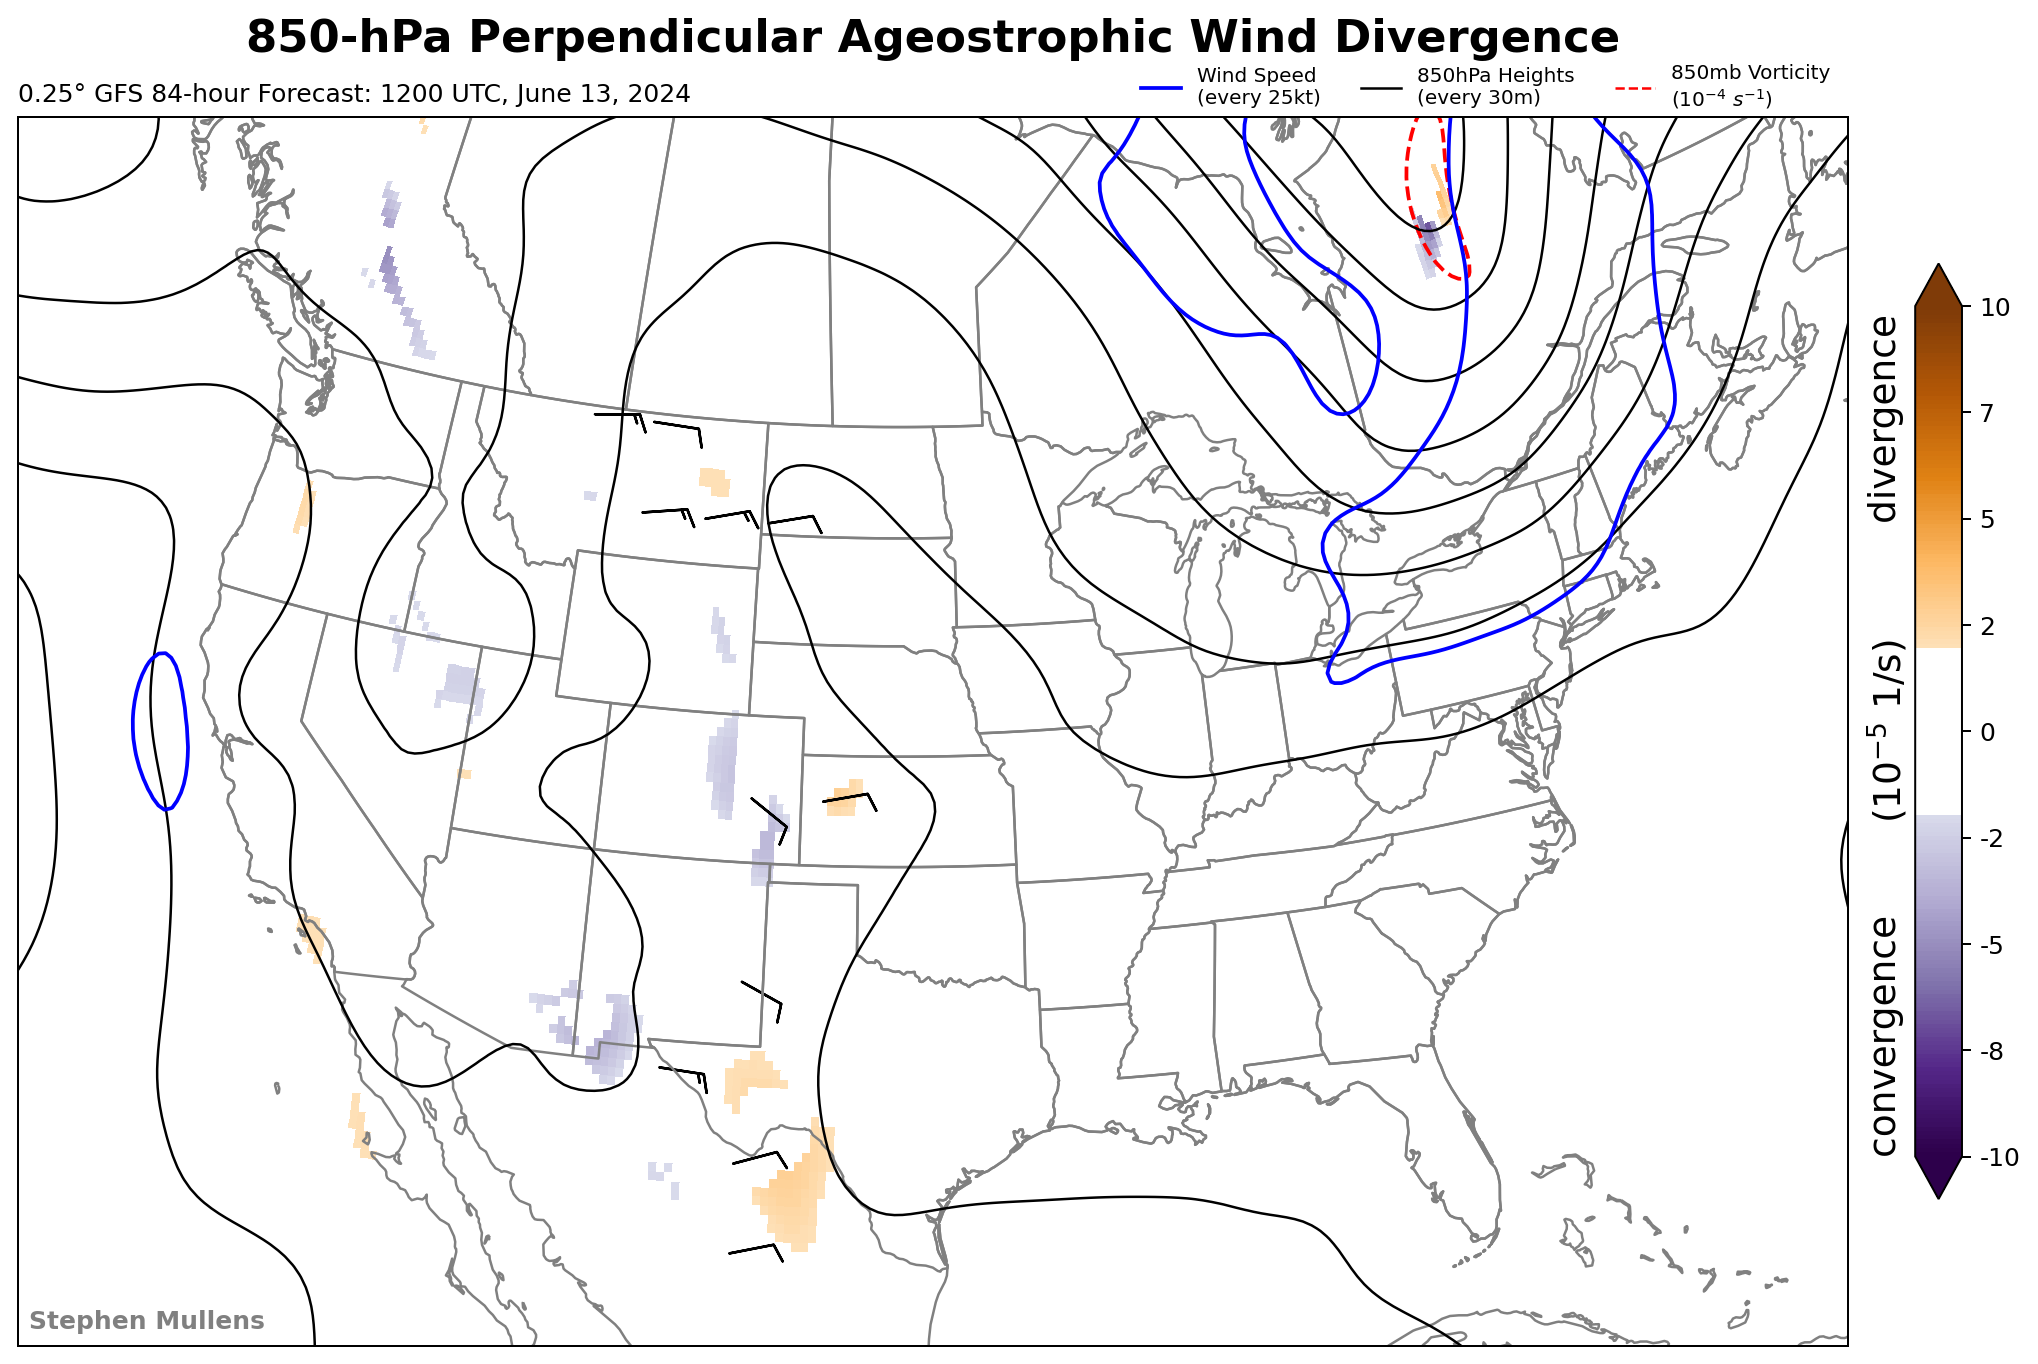 850-hPa Perpendicular Ageostrophic Wind Divergence
0.25° GFS 84-hour Forecast: 1200 UTC, June 13, 2024
Wind Speed
(every 25kt)
850hPa Heights
(every 30m)
850mb Vorticity
(10⁻⁴ s⁻¹)
10
7
5
2
0
-2
-5
-8
-10
convergence (10⁻⁵ 1/s) divergence
Stephen Mullens